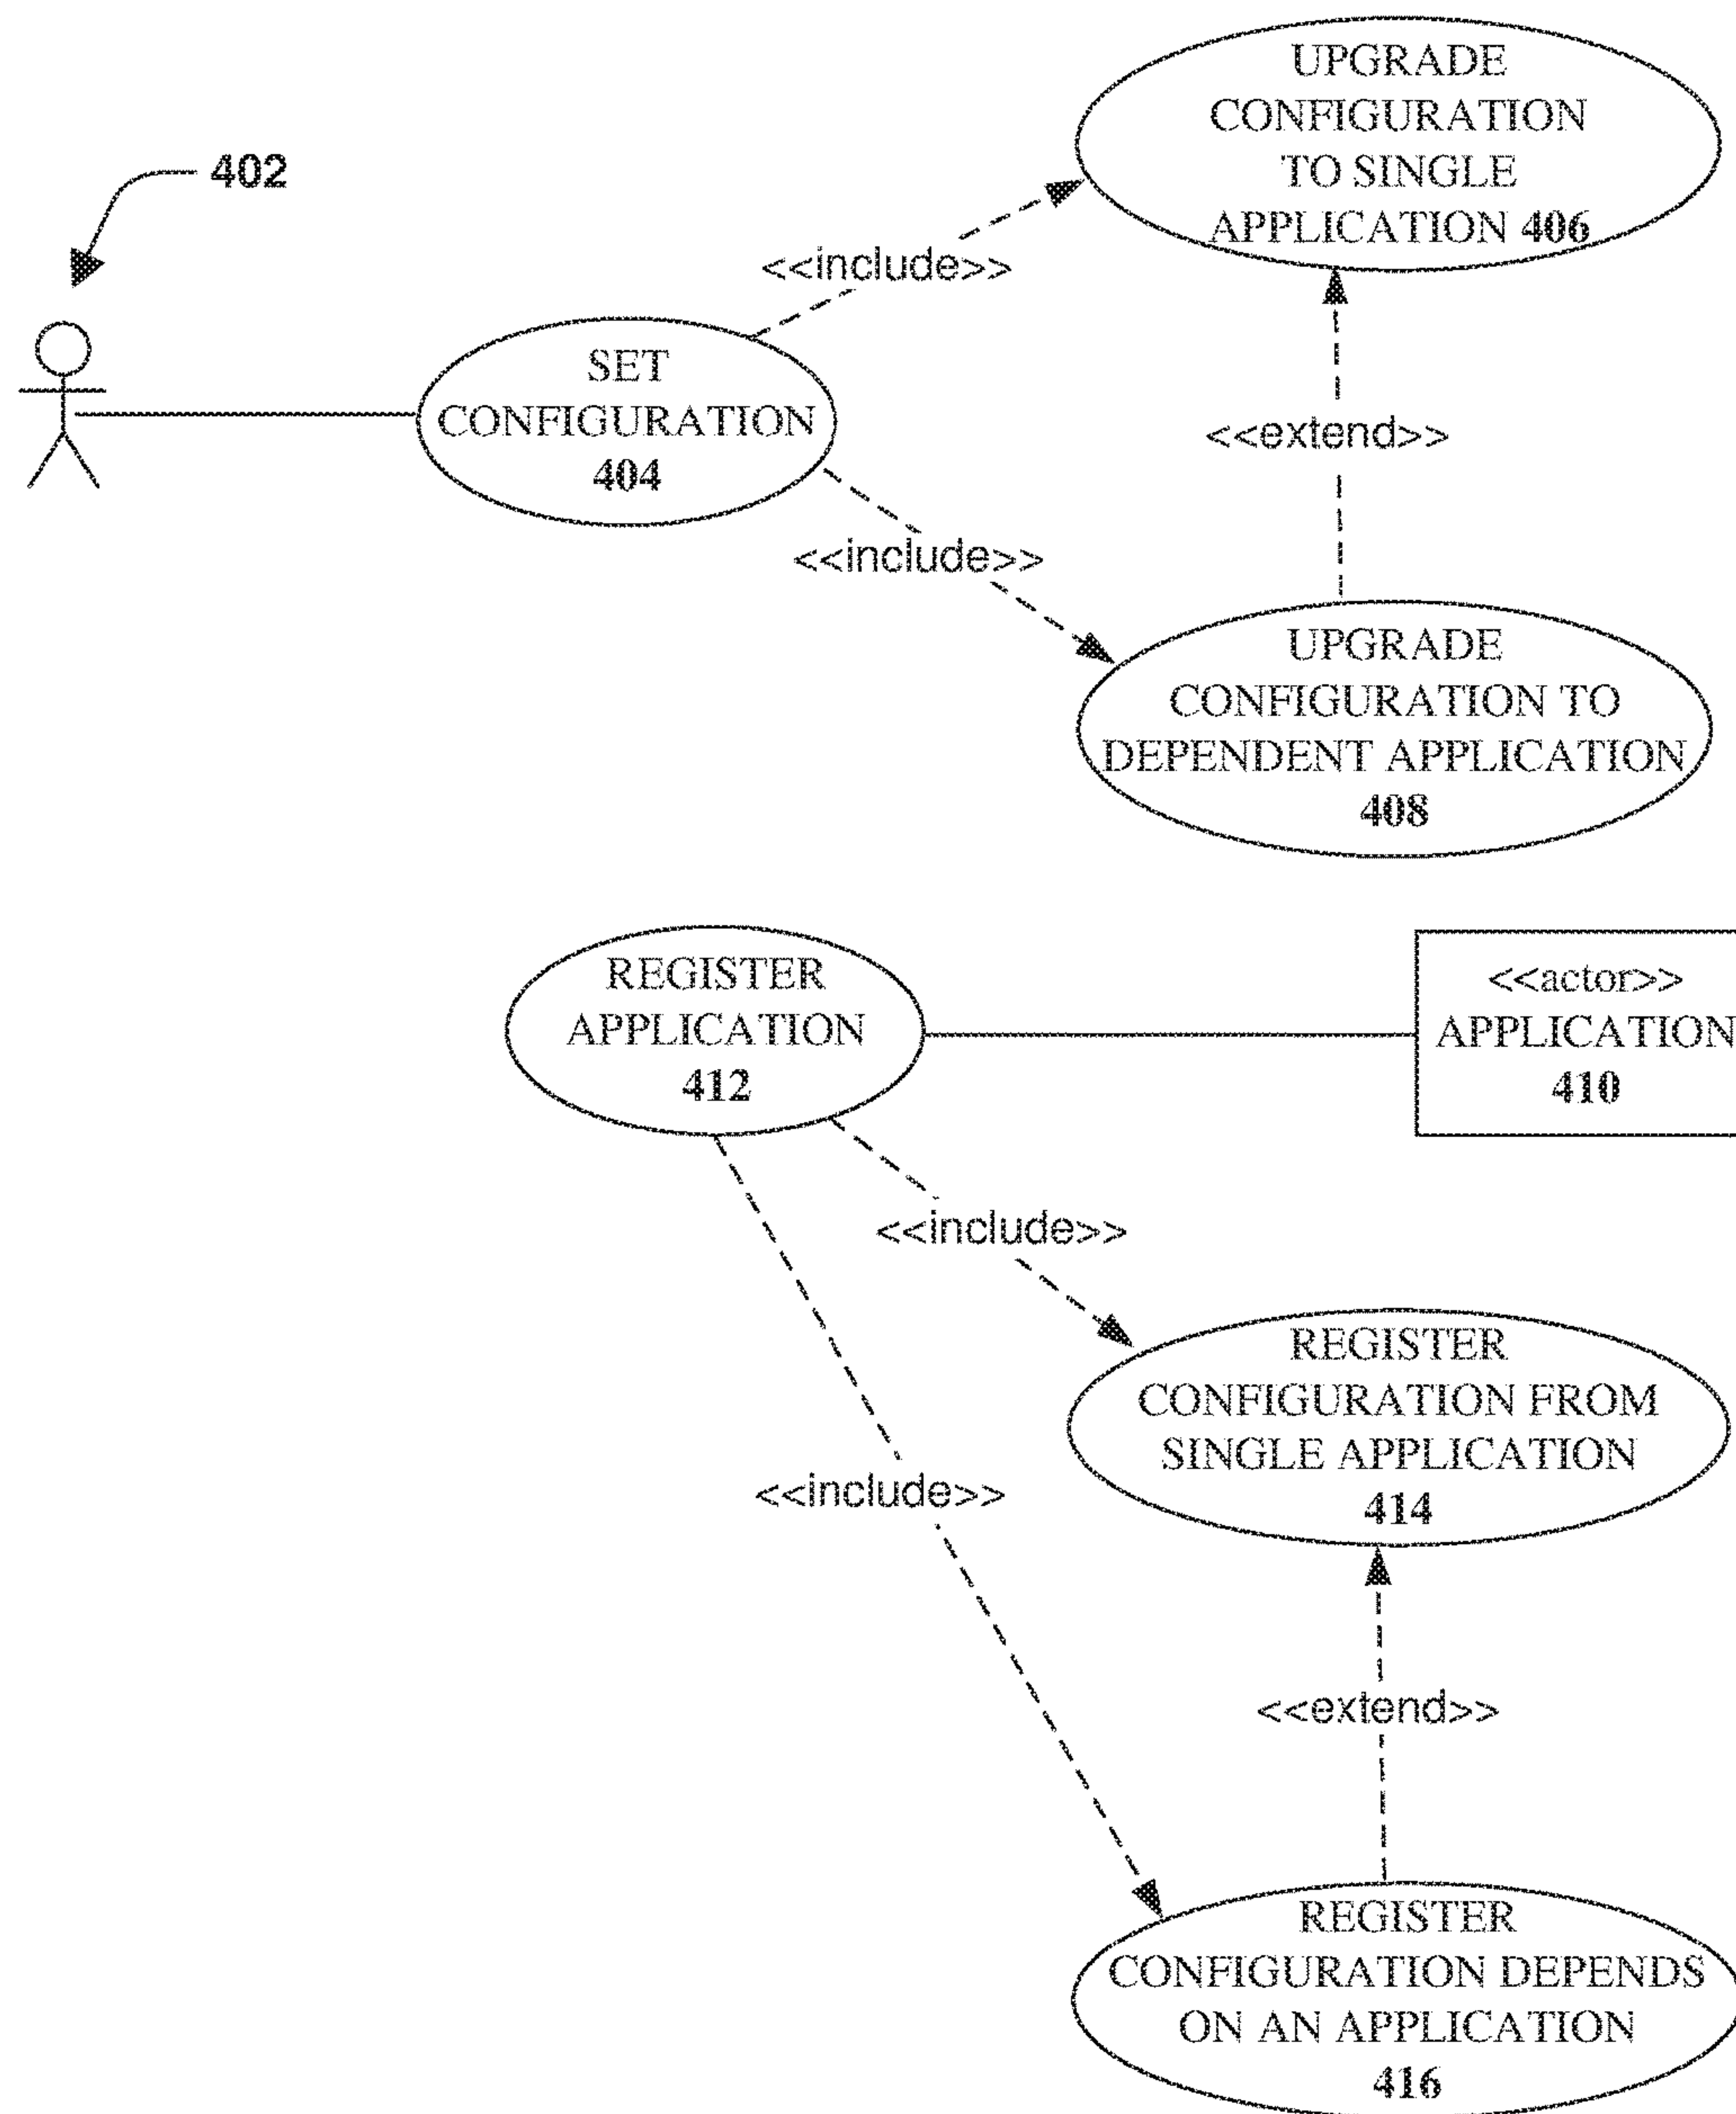 UPGRADE
CONFIGURATION
TO SINGLE
APPLICATION 406
402
<<include>>
SET
CONFIGURATION
404
<<extend>>
<<include>>
UPGRADE
CONFIGURATION TO
DEPENDENT APPLICATION
408
REGISTER
APPLICATION
412
<<actor>>
APPLICATION
410
<<include>>
REGISTER
CONFIGURATION FROM
SINGLE APPLICATION
414
<<include>>
<<extend>>
REGISTER
CONFIGURATION DEPENDS
ON AN APPLICATION
416